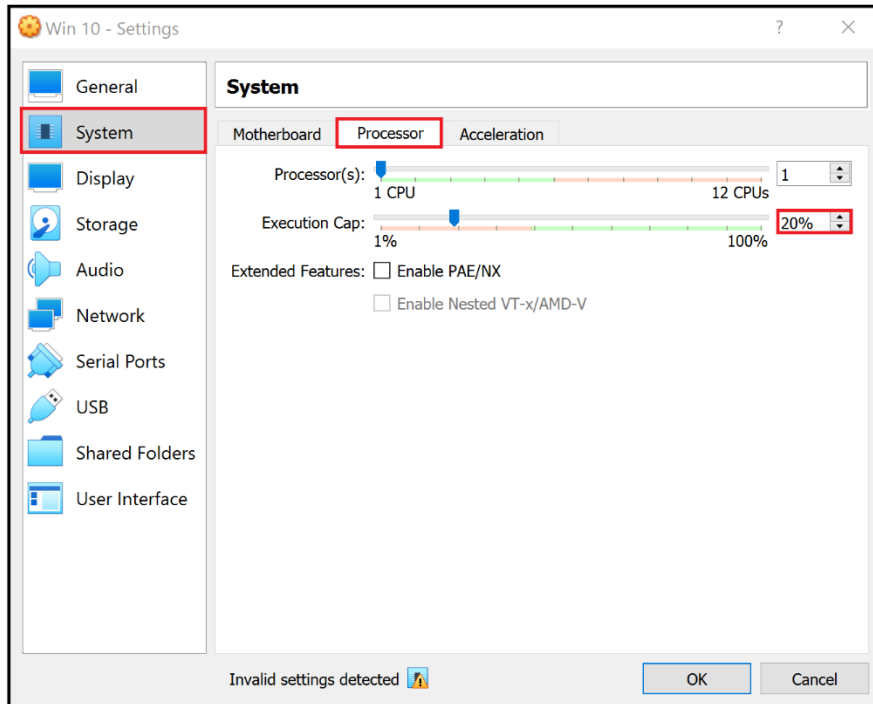 Win 10 - Settings ? ×
General
System
Display
Storage
Audio
Network
Serial Ports
USB
Shared Folders
User Interface
System
Motherboard Processor Acceleration
Processor(s): 1
1 CPU 12 CPUs
Execution Cap: 20%
1% 100%
Extended Features: Enable PAE/NX
Enable Nested VT-x/AMD-V
Invalid settings detected OK Cancel